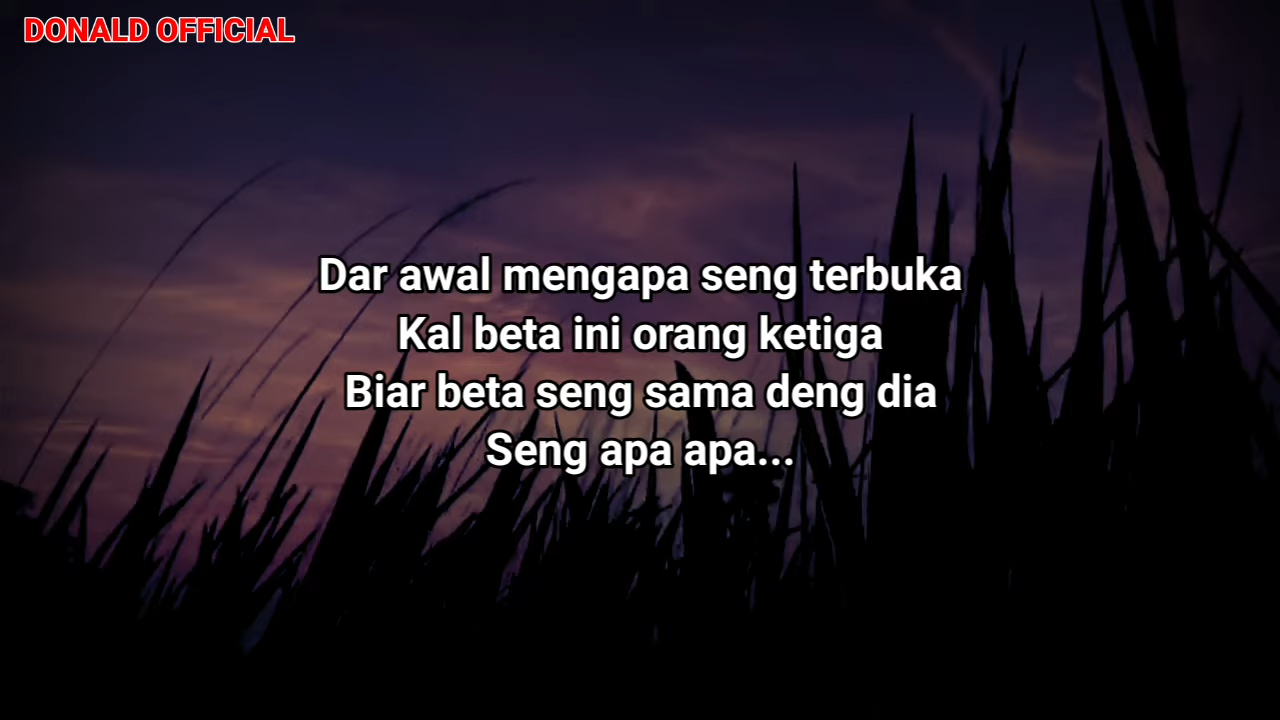 DONALD OFFICIAL
Dar awal mengapa seng terbuka
Kal beta ini orang ketiga
Biar beta seng sama deng dia
Seng apa apa...